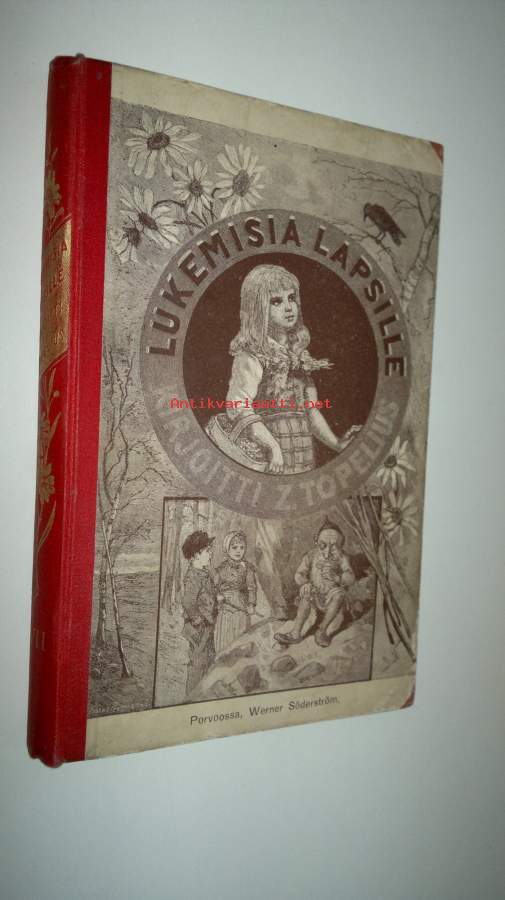 LUKEMISIA LAPSILLE
KIRJOITTI Z. TOPELIUS
Antikvariaatti.net
Porvoossa, Werner Söderström.